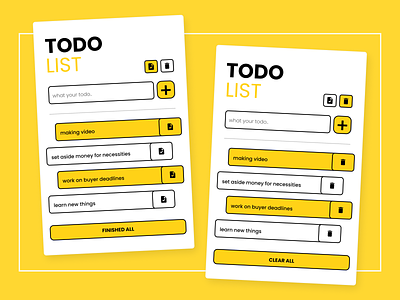 TODO
LIST
what your todo..
making video
set aside money for necessities
work on buyer deadlines
learn new things
FINISHED ALL
TODO
LIST
what your todo..
making video
set aside money for necessities
work on buyer deadlines
learn new things
CLEAR ALL